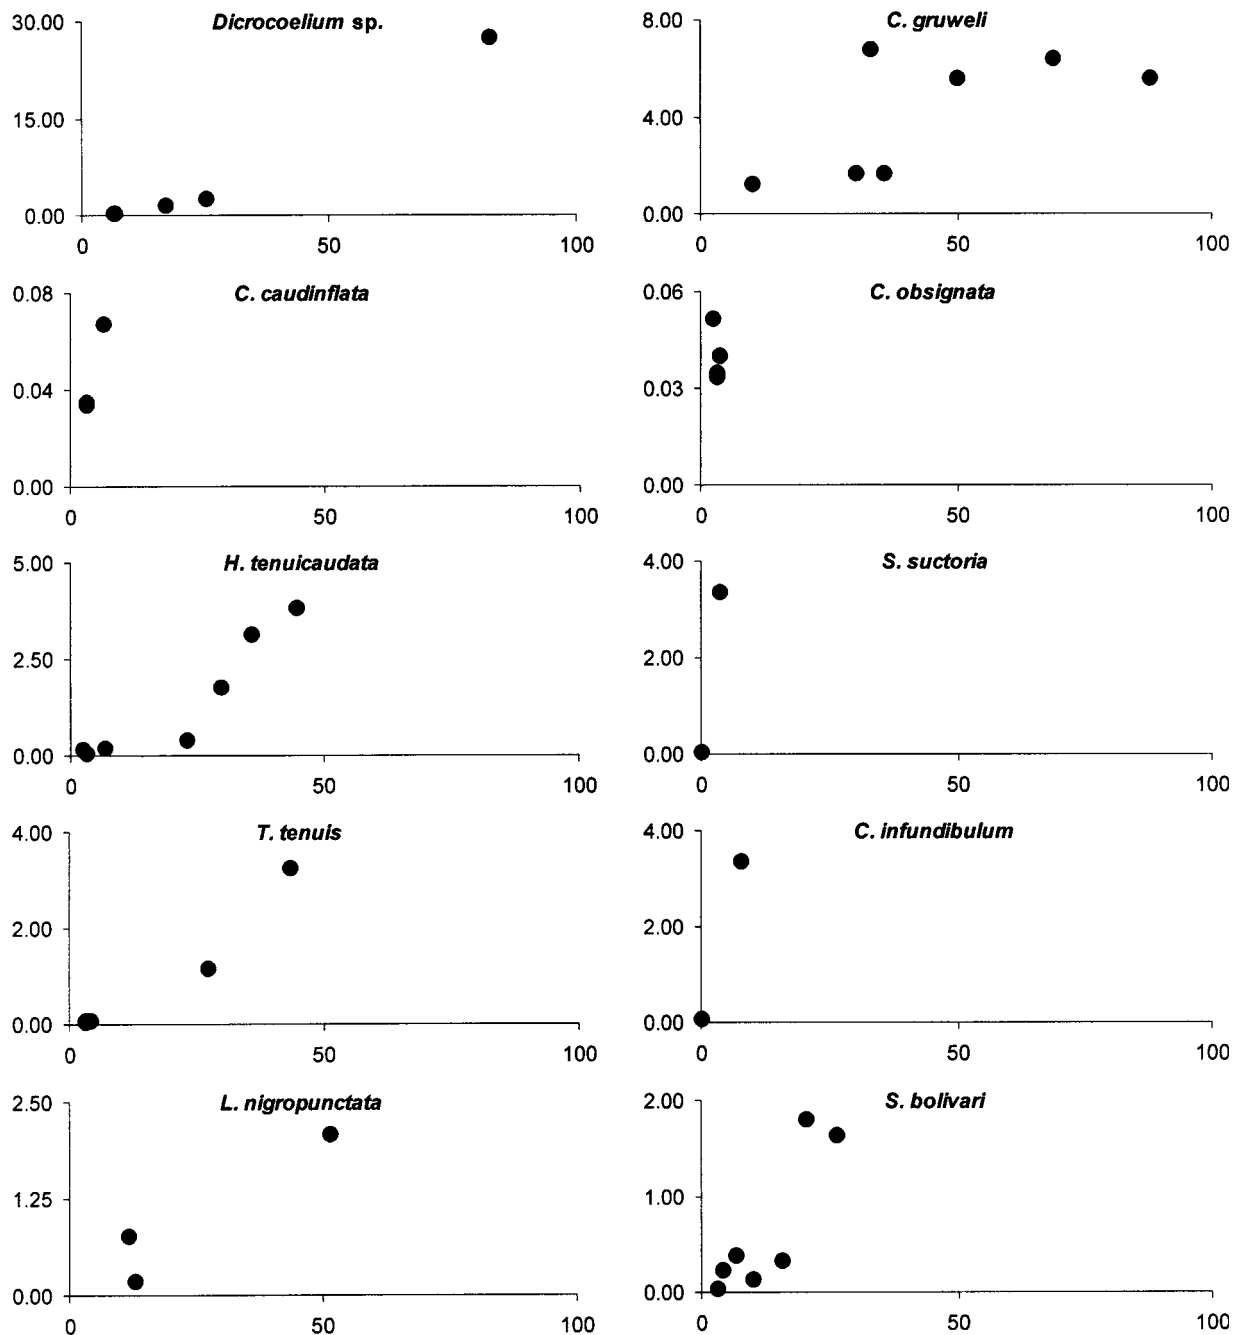 Dicrocoelium sp.
30.00
15.00
0.00
0 50 100
C. gruweli
8.00
4.00
0.00
0 50 100
C. caudinflata
0.08
0.04
0.00
0 50 100
C. obsignata
0.06
0.03
0.00
0 50 100
H. tenuicaudata
5.00
2.50
0.00
0 50 100
S. suctoria
4.00
2.00
0.00
0 50 100
T. tenuis
4.00
2.00
0.00
0 50 100
C. infundibulum
4.00
2.00
0.00
0 50 100
L. nigropunctata
2.50
1.25
0.00
0 50 100
S. bolivari
2.00
1.00
0.00
0 50 100